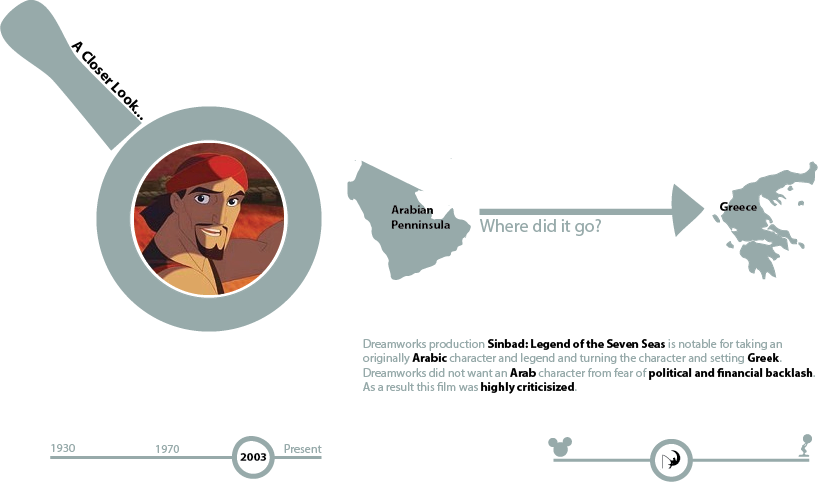 A Closer Look...
Arabian
Penninsula
Where did it go?
Greece
Dreamworks production Sinbad: Legend of the Seven Seas is notable for taking an
originally Arabic character and legend and turning the character and setting Greek.
Dreamworks did not want an Arab character from fear of political and financial backlash.
As a result this film was highly criticisized.
1930
1970
2003
Present